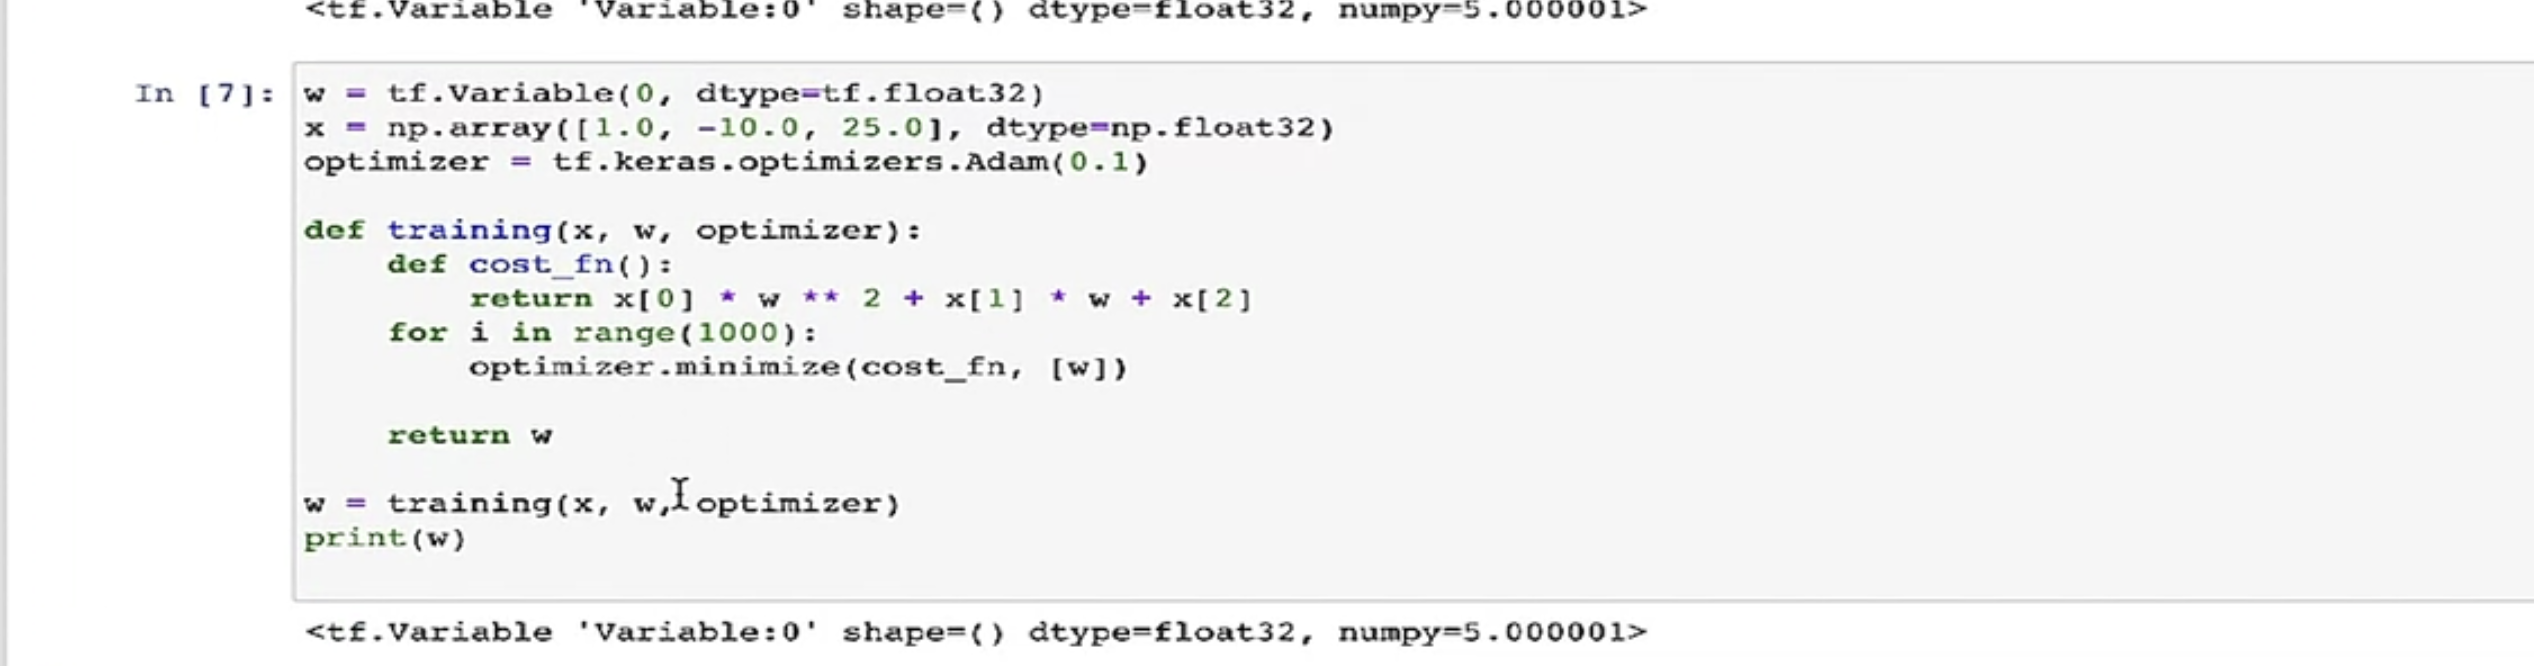 <tf.Variable 'Variable:0' shape=() dtype=float32, numpy=5.000001>
In [7]: w = tf.Variable(0, dtype=tf.float32)
x = np.array([1.0, -10.0, 25.0], dtype=np.float32)
optimizer = tf.keras.optimizers.Adam(0.1)
def training(x, w, optimizer):
    def cost_fn():
        return x[0] * w ** 2 + x[1] * w + x[2]
    for i in range(1000):
        optimizer.minimize(cost_fn, [w])
    return w
w = training(x, w, optimizer)
print(w)
<tf.Variable 'Variable:0' shape=() dtype=float32, numpy=5.000001>